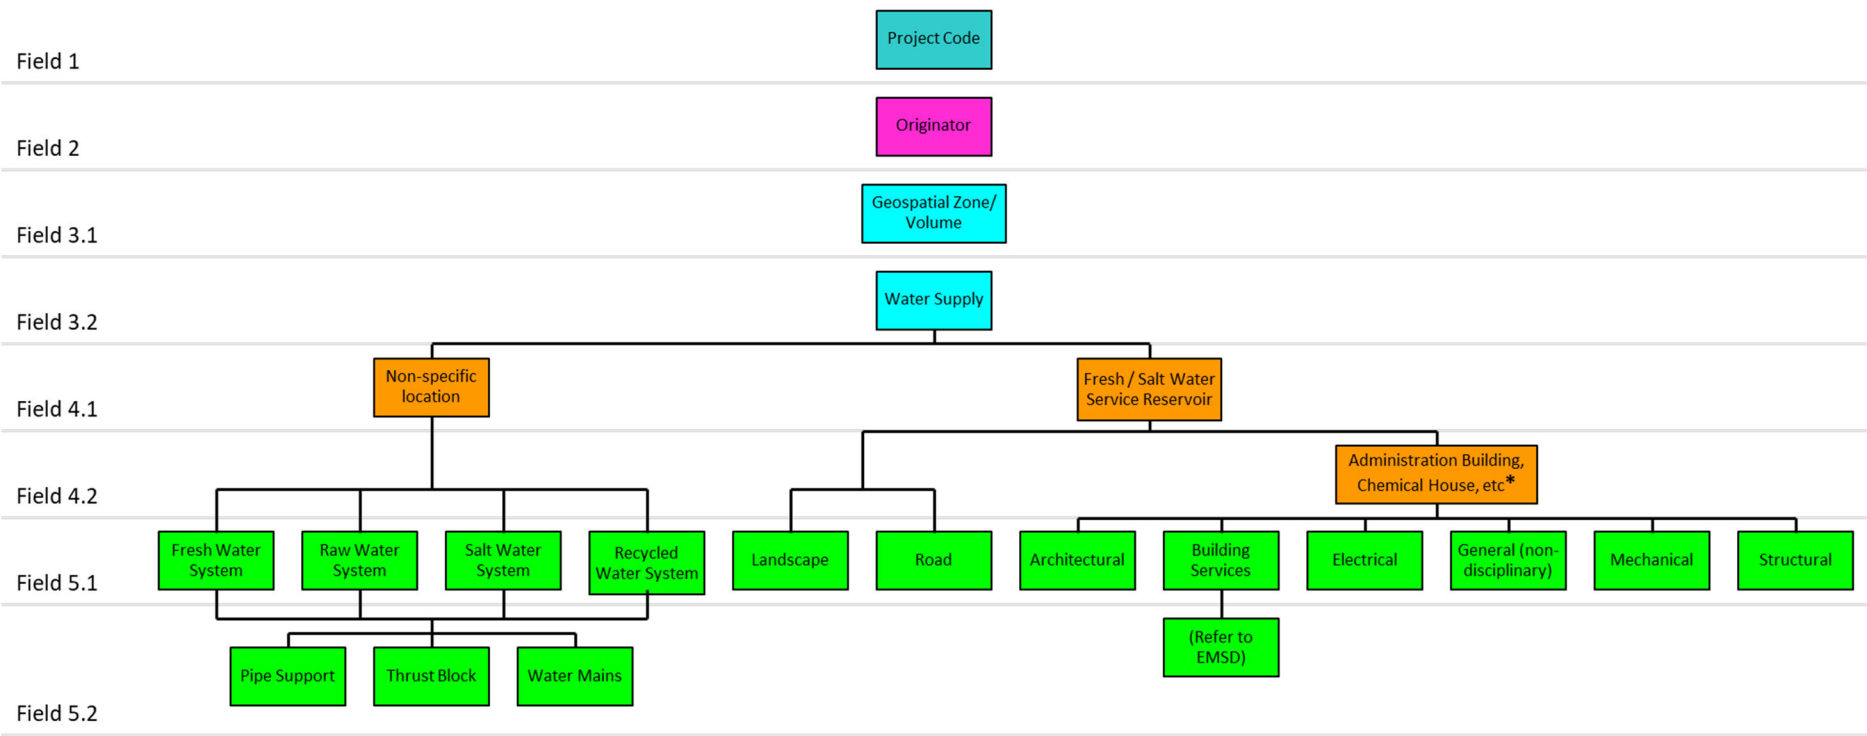 Project Code
Field 1
Originator
Field 2
Geospatial Zone/
Volume
Field 3.1
Water Supply
Field 3.2
Non-specific
location
Fresh / Salt Water
Service Reservoir
Field 4.1
Administration Building,
Chemical House, etc*
Field 4.2
Fresh Water
System
Raw Water
System
Salt Water
System
Recycled
Water System
Landscape
Road
Architectural
Building
Services
Electrical
General (non-
disciplinary)
Mechanical
Structural
Field 5.1
Pipe Support
Thrust Block
Water Mains
(Refer to
EMSD)
Field 5.2